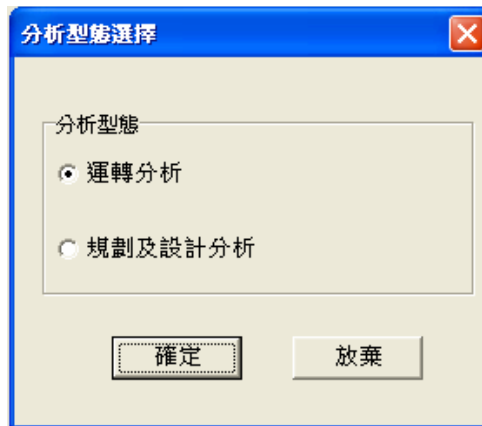 分析型態選擇
分析型態
運轉分析
規劃及設計分析
確定
放棄